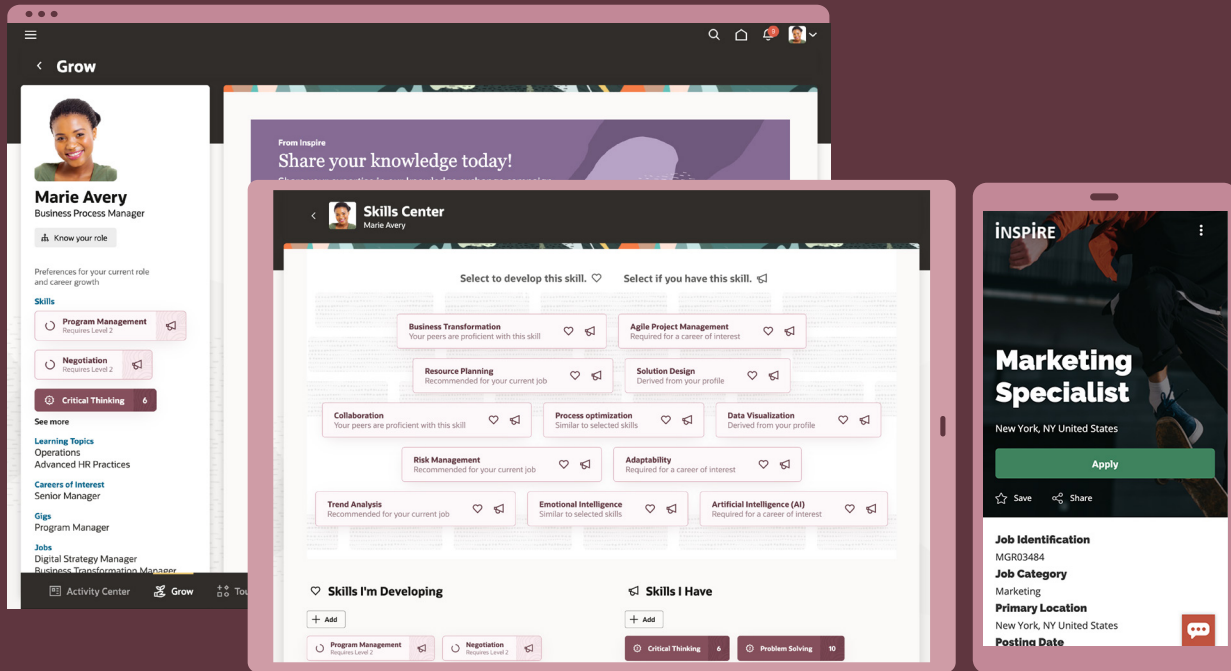 9
Grow
Marie Avery
Business Process Manager
Know your role
Preferences for your current role
and career growth
Skills
Program Management
Requires Level 2
Negotiation
Requires Level 2
Critical Thinking 6
See more
Learning Topics
Operations
Advanced HR Practices
Careers of Interest
Senior Manager
Gigs
Program Manager
Jobs
Digital Strategy Manager
Business Transformation Manager
Activity Center
Grow
From Inspire
Share your knowledge today!
Skills Center
Marie Avery
Select to develop this skill.
Select if you have this skill.
Business Transformation
Your peers are proficient with this skill
Agile Project Management
Required for a career of interest
Resource Planning
Recommended for your current job
Solution Design
Derived from your profile
Collaboration
Your peers are proficient with this skill
Process optimization
Similar to selected skills
Data Visualization
Derived from your profile
Risk Management
Recommended for your current job
Adaptability
Required for a career of interest
Trend Analysis
Recommended for your current job
Emotional Intelligence
Similar to selected skills
Artificial Intelligence (AI)
Required for a career of interest
Skills I'm Developing
+ Add
Program Management
Requires Level 2
Negotiation
Requires Level 2
Skills I Have
+ Add
Critical Thinking 6
Problem Solving 10
iNSPiRE
Marketing
Specialist
New York, NY United States
Apply
Save
Share
Job Identification
MGR03484
Job Category
Marketing
Primary Location
New York, NY United States
Posting Date